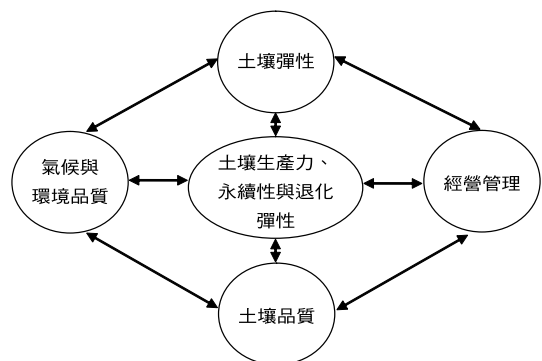 土壤彈性
氣候與
環境品質
土壤生產力、
永續性與退化
彈性
經營管理
土壤品質